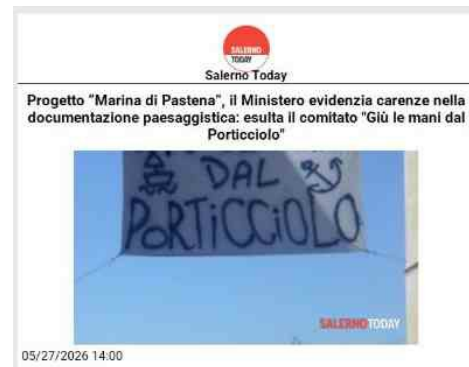 SALERNO
TODAY
Salerno Today
Progetto "Marina di Pastena", il Ministero evidenzia carenze nella
documentazione paesaggistica: esulta il comitato "Giù le mani dal
Porticciolo"
DAL
PORTiCCiOLO
SALERNOTODAY
05/27/2026 14:00